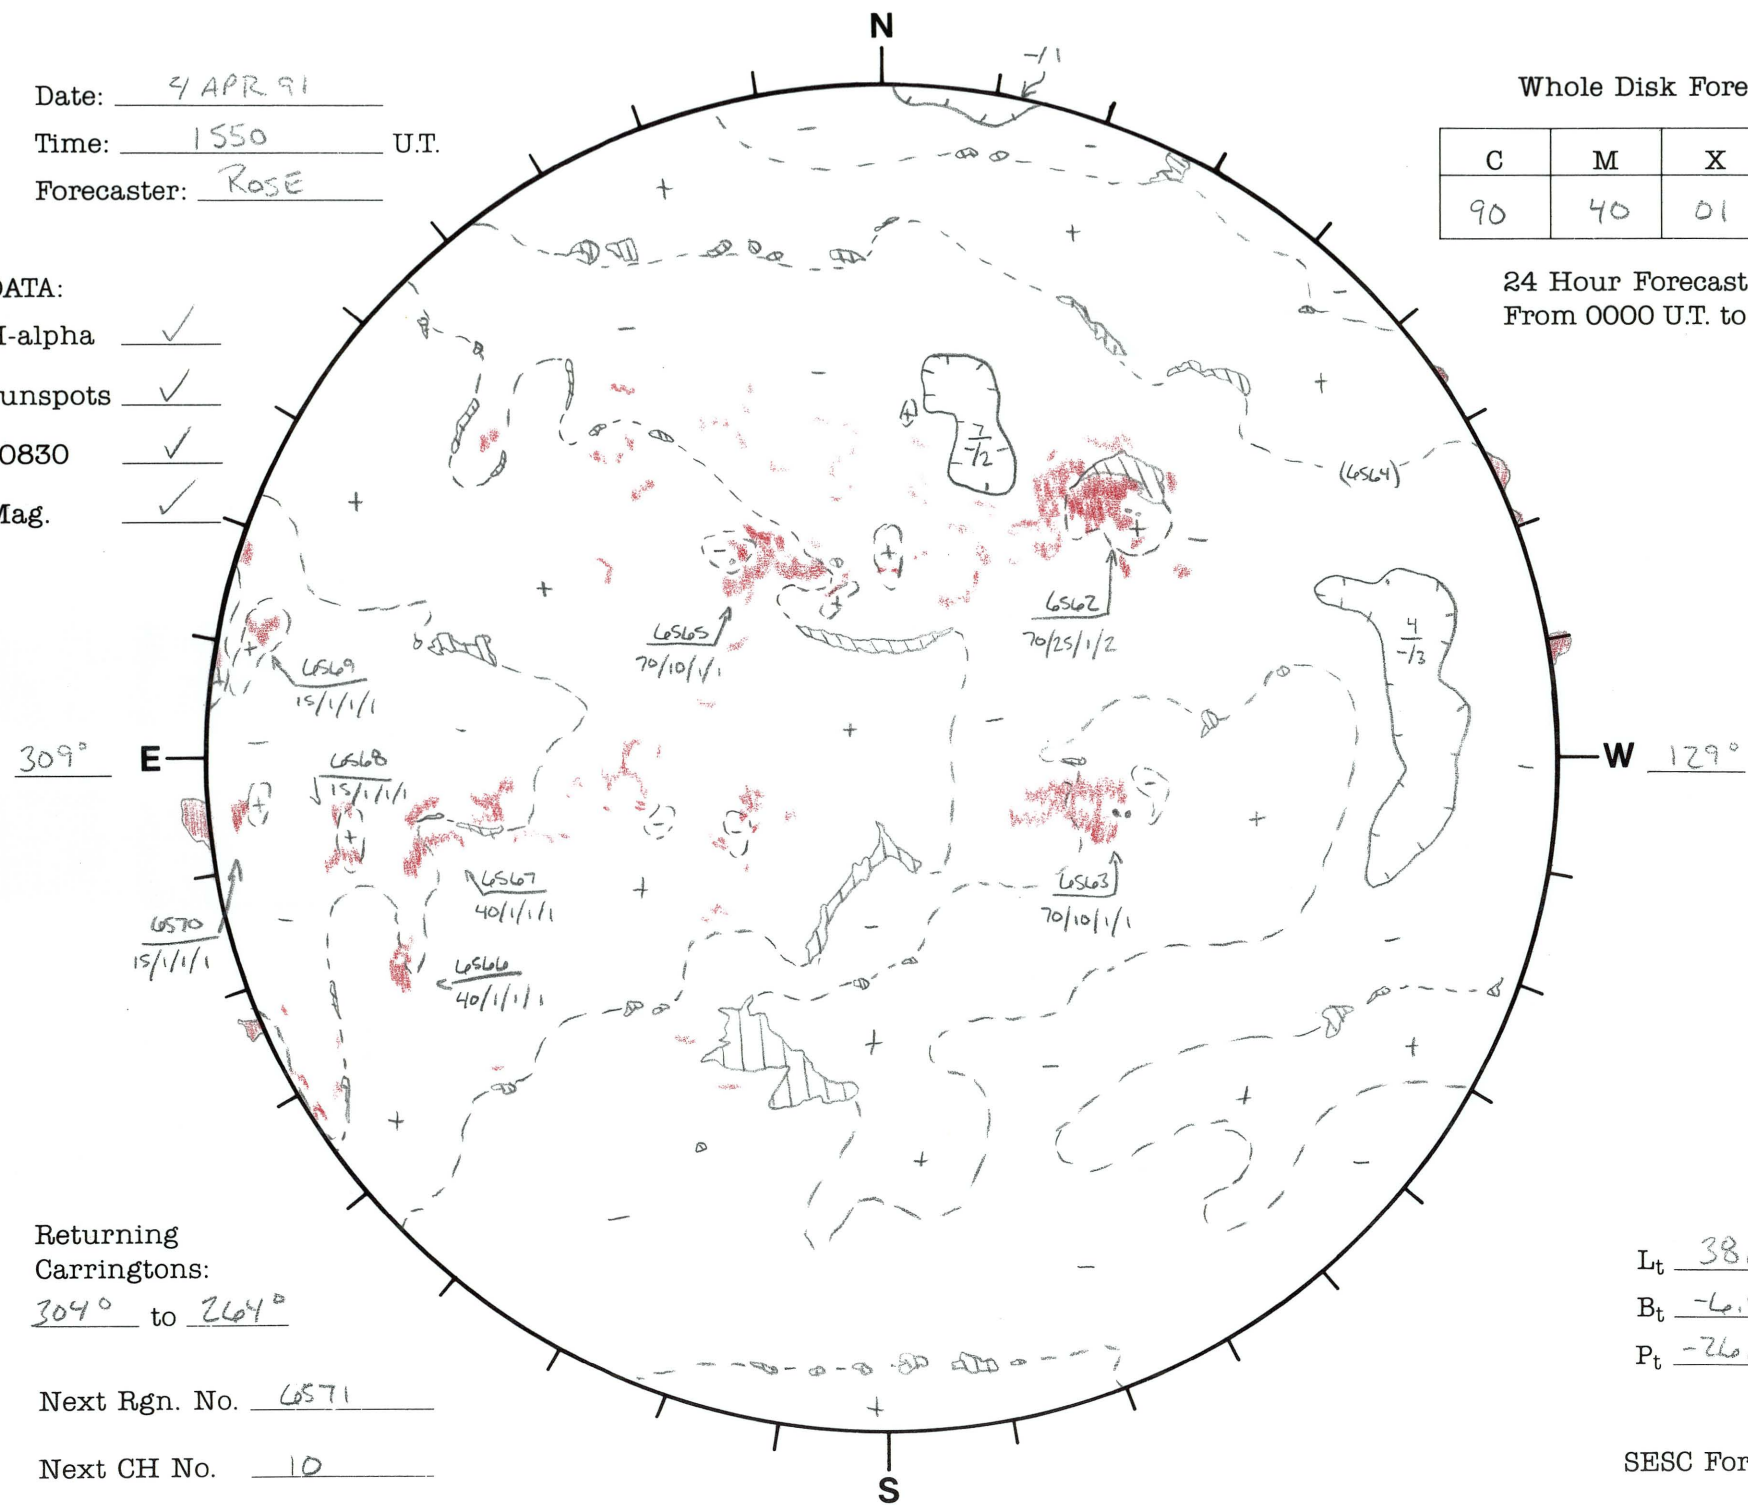 N
-/1
Date: 4 APR 91
Time: 1550 U.T.
Forecaster: ROSE
Whole Disk Fore
C M X
90 40 01
24 Hour Forecast
From 0000 U.T. to
DATA:
H-alpha ✓
unspots ✓
0830 ✓
Mag. ✓
7
-/2
(6564)
6562
70/25/1/2
6565
70/10/1/1
4
-/3
6569
15/1/1/1
309° E
W 129°
6568
15/1/1/1
6567
40/1/1/1
6563
70/10/1/1
6570
15/1/1/1
6566
40/1/1/1
Returning
Carringtons:
304° to 264°
Lt 38.
Bt -6.
Pt -26
Next Rgn. No. 6571
Next CH No. 10
SESC For
S